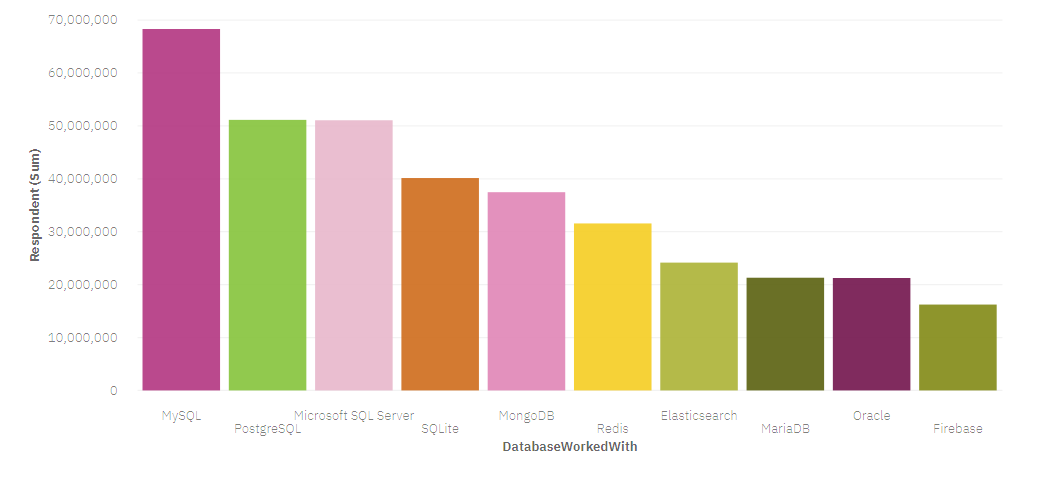 70,000,000
60,000,000
50,000,000
40,000,000
30,000,000
20,000,000
10,000,000
0
Respondent (Sum)
MySQL
PostgreSQL
Microsoft SQL Server
SQLite
MongoDB
Redis
Elasticsearch
MariaDB
Oracle
Firebase
DatabaseWorkedWith